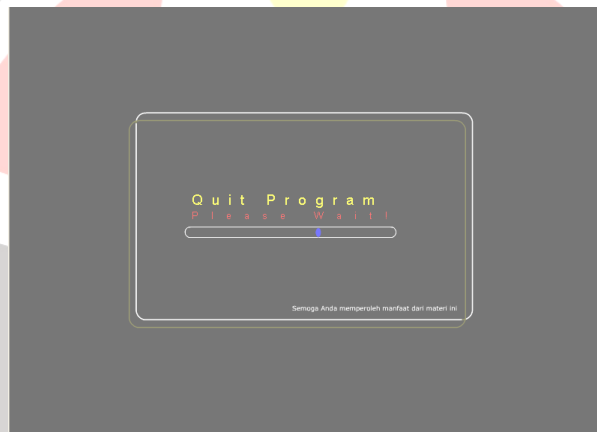 Quit Program
Please Wait!
Semoga Anda memperoleh manfaat dari materi ini